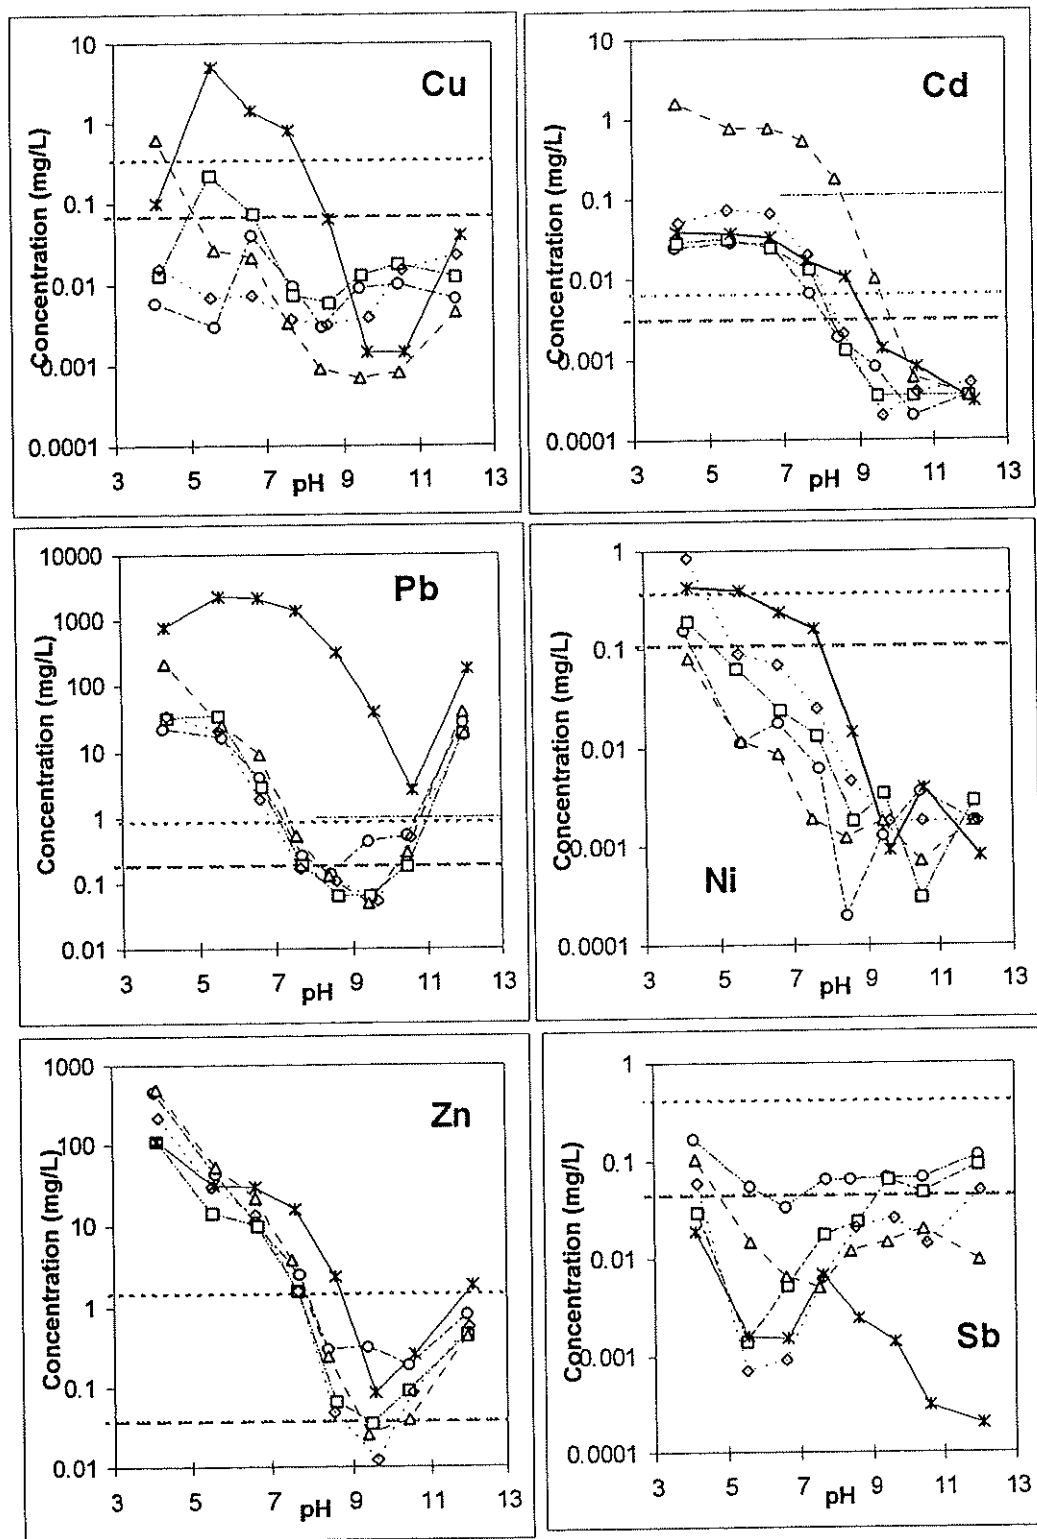 Cu
Concentration (mg/L)
10
1
0.1
0.01
0.001
0.0001
3 5 7 9 11 13
pH
Cd
Concentration (mg/L)
10
1
0.1
0.01
0.001
0.0001
3 5 7 9 11 13
pH
Pb
Concentration (mg/L)
10000
1000
100
10
1
0.1
0.01
3 5 7 9 11 13
pH
Ni
Concentration (mg/L)
1
0.1
0.01
0.001
0.0001
3 5 7 9 11 13
pH
Zn
Concentration (mg/L)
1000
100
10
1
0.1
0.01
3 5 7 9 11 13
pH
Sb
Concentration (mg/L)
1
0.1
0.01
0.001
0.0001
3 5 7 9 11 13
pH